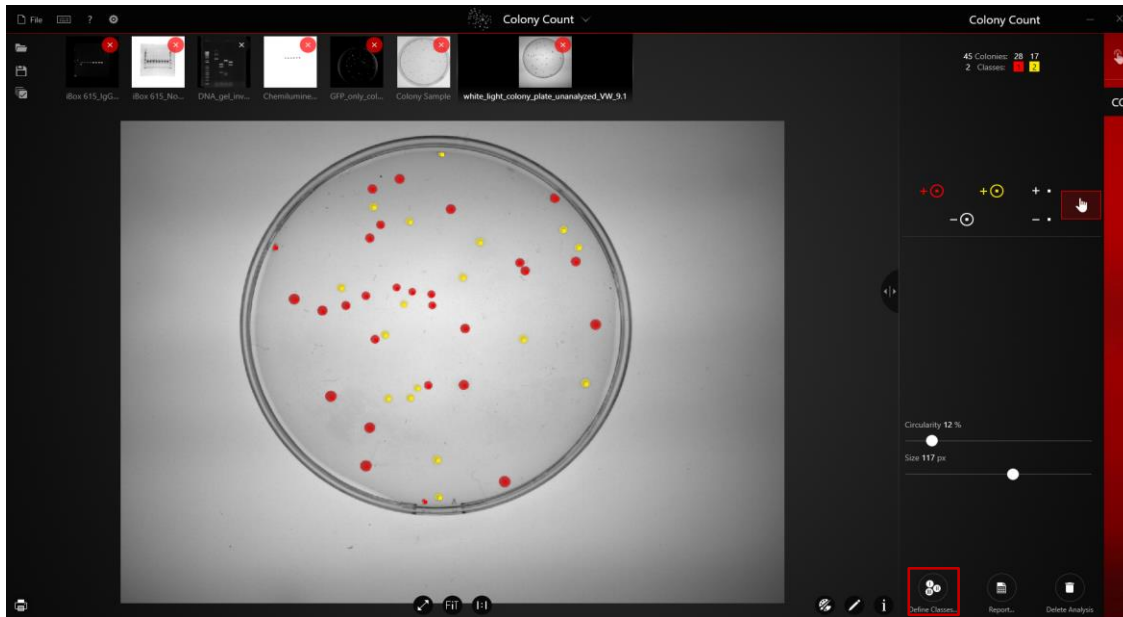 File
?
Colony Count
Colony Count
iBox 615_IgG...
iBox 615_No...
DNA_gel_inv...
Chemilumine...
GFP_only_col...
Colony Sample
white_light_colony_plate_unanalyzed_VW_9.1
45 Colonies: 28 17
2 Classes: 1 2
CO
Circularity 12 %
Size 117 px
FIT
1:1
i
Define Classes...
Report...
Delete Analysis